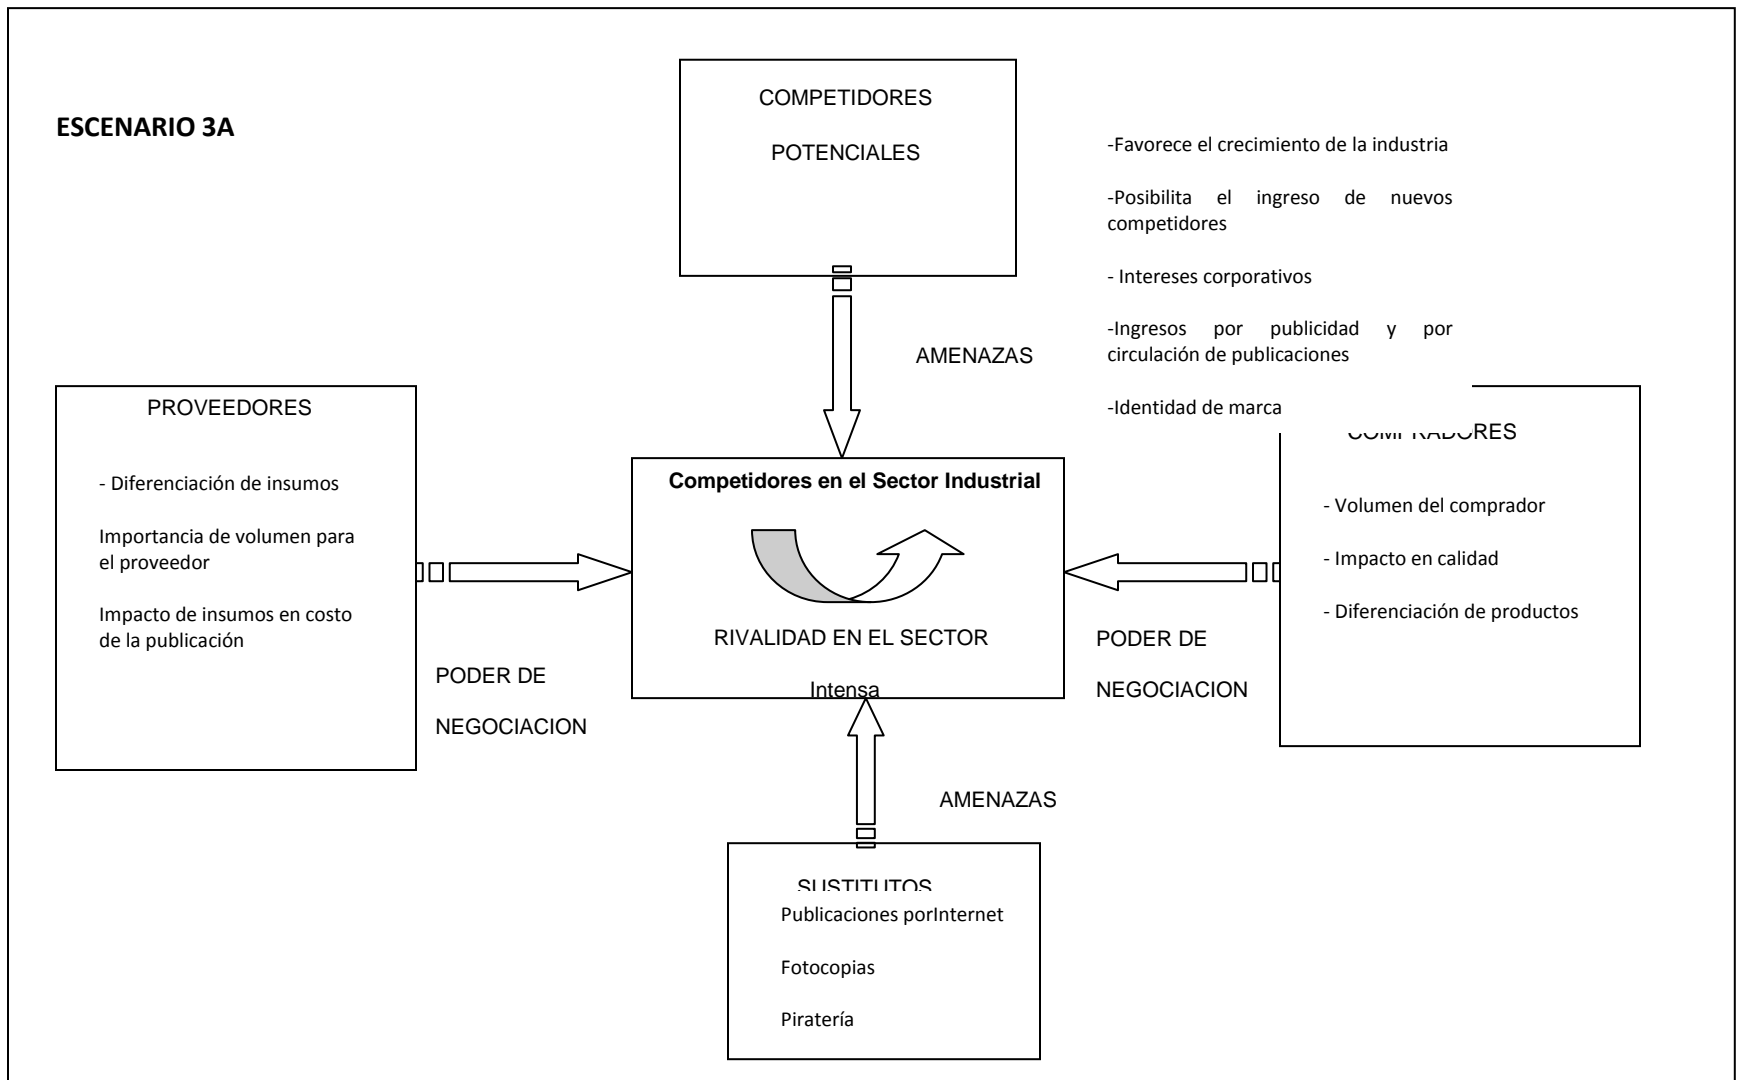 ESCENARIO 3A
COMPETIDORES
POTENCIALES
-Favorece el crecimiento de la industria
-Posibilita el ingreso de nuevos
competidores
- Intereses corporativos
-Ingresos por publicidad y por
circulación de publicaciones
-Identidad de marca
AMENAZAS
PROVEEDORES
- Diferenciación de insumos
Importancia de volumen para
el proveedor
Impacto de insumos en costo
de la publicación
PODER DE
NEGOCIACION
Competidores en el Sector Industrial
RIVALIDAD EN EL SECTOR
Intensa
PODER DE
NEGOCIACION
COMPRADORES
- Volumen del comprador
- Impacto en calidad
- Diferenciación de productos
AMENAZAS
SUSTITUTOS
Publicaciones porInternet
Fotocopias
Piratería